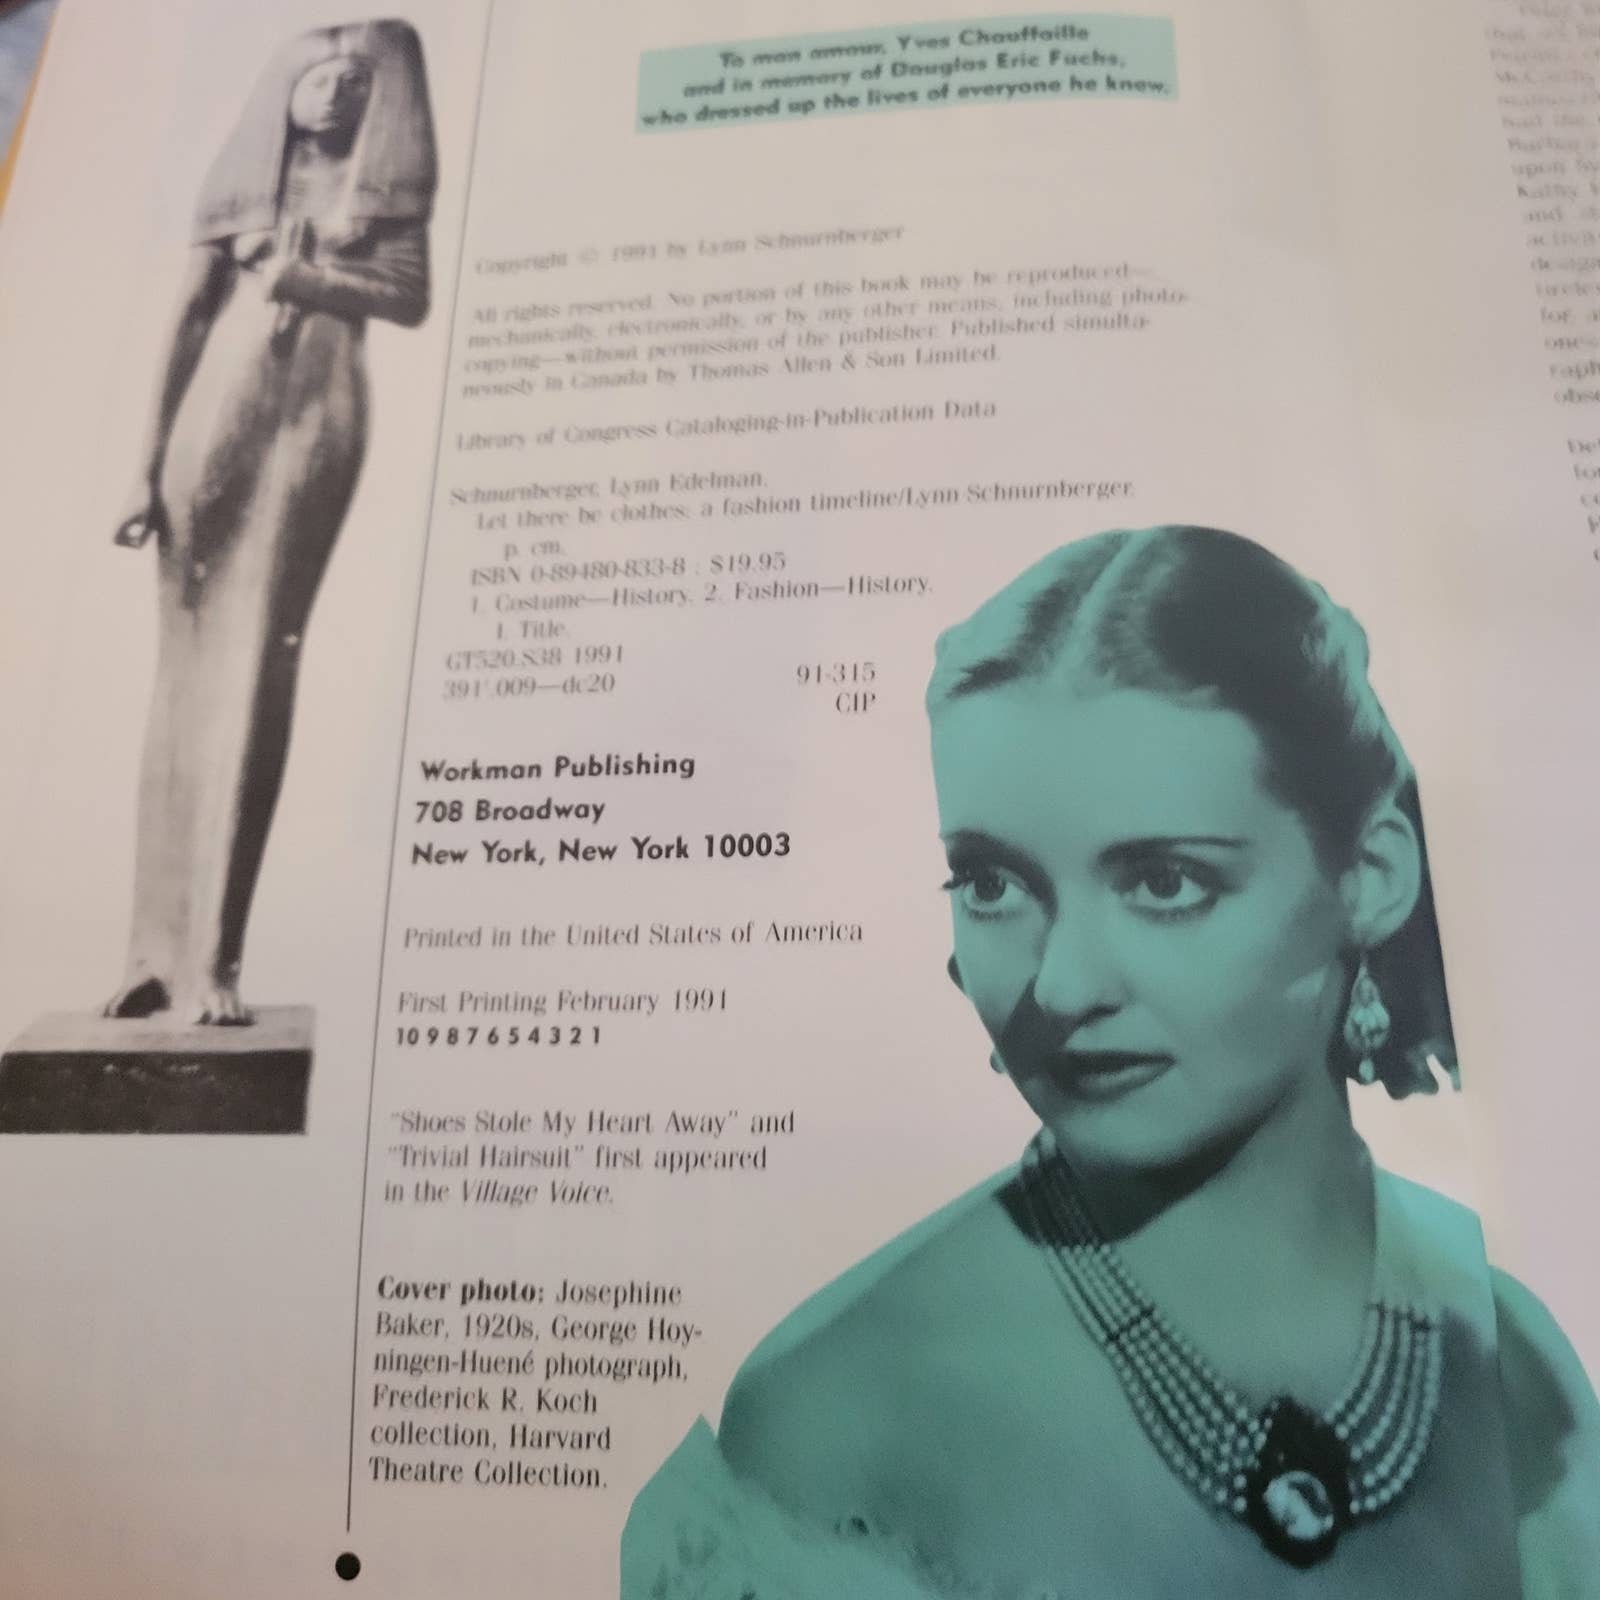 To mon amour, Yves Chauffaille
and in memory of Douglas Eric Fuchs,
who dressed up the lives of everyone he knew.
Copyright © 1991 by Lynn Schnurnberger
All rights reserved. No portion of this book may be reproduced—
mechanically, electronically, or by any other means, including photo-
copying—without permission of the publisher. Published simulta-
neously in Canada by Thomas Allen & Son Limited.
Library of Congress Cataloging-in-Publication Data
Schnurnberger, Lynn Edelman.
Let there be clothes: a fashion timeline/Lynn Schnurnberger.
p. cm.
ISBN 0-89480-833-8 : $19.95
1. Costume—History. 2. Fashion—History.
I. Title.
GT520.S38 1991
391'.009—dc20
91-315
CIP
Workman Publishing
708 Broadway
New York, New York 10003
Printed in the United States of America
First Printing February 1991
10 9 8 7 6 5 4 3 2 1
"Shoes Stole My Heart Away" and
"Trivial Hairsuit" first appeared
in the Village Voice.
Cover photo: Josephine
Baker, 1920s, George Hoy-
ningen-Huené photograph,
Frederick R. Koch
collection, Harvard
Theatre Collection.